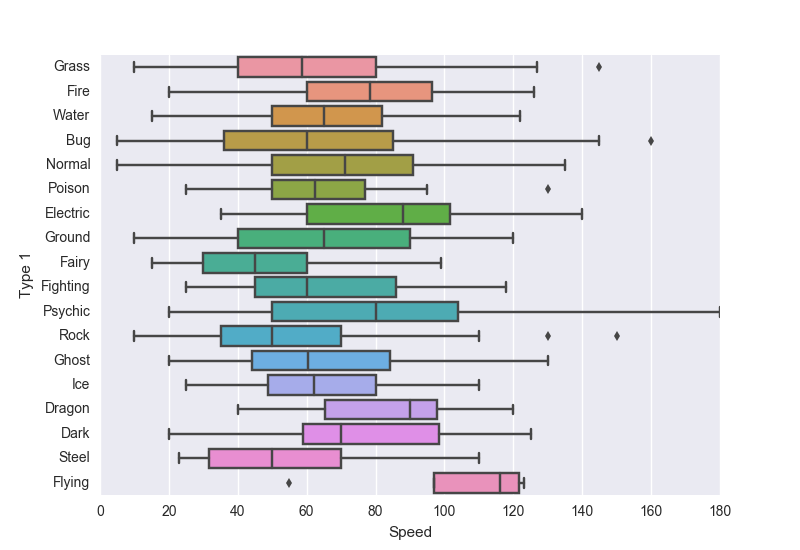 Grass
Fire
Water
Bug
Normal
Poison
Electric
Ground
Fairy
Fighting
Psychic
Rock
Ghost
Ice
Dragon
Dark
Steel
Flying
Type 1
0 20 40 60 80 100 120 140 160 180
Speed